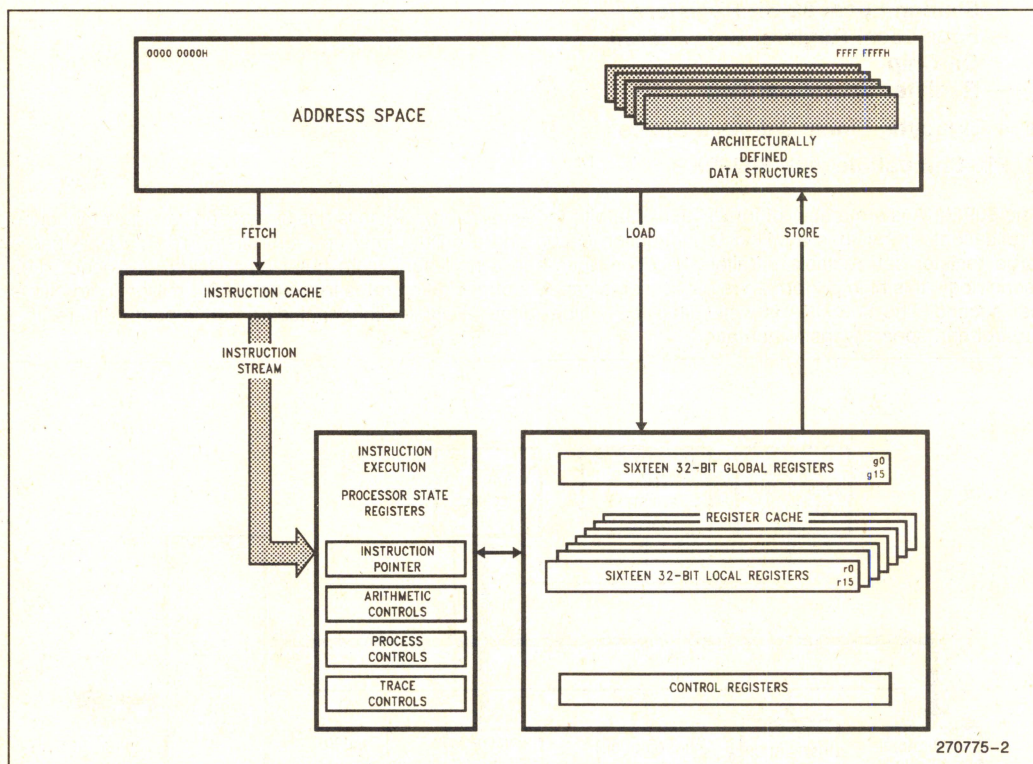 0000 0000H
FFFF FFFFH
ADDRESS SPACE
ARCHITECTURALLY
DEFINED
DATA STRUCTURES
FETCH
LOAD
STORE
INSTRUCTION CACHE
INSTRUCTION
STREAM
INSTRUCTION
EXECUTION
PROCESSOR STATE
REGISTERS
INSTRUCTION
POINTER
ARITHMETIC
CONTROLS
PROCESS
CONTROLS
TRACE
CONTROLS
SIXTEEN 32-BIT GLOBAL REGISTERS
g0
g15
REGISTER CACHE
SIXTEEN 32-BIT LOCAL REGISTERS
r0
r15
CONTROL REGISTERS
270775-2